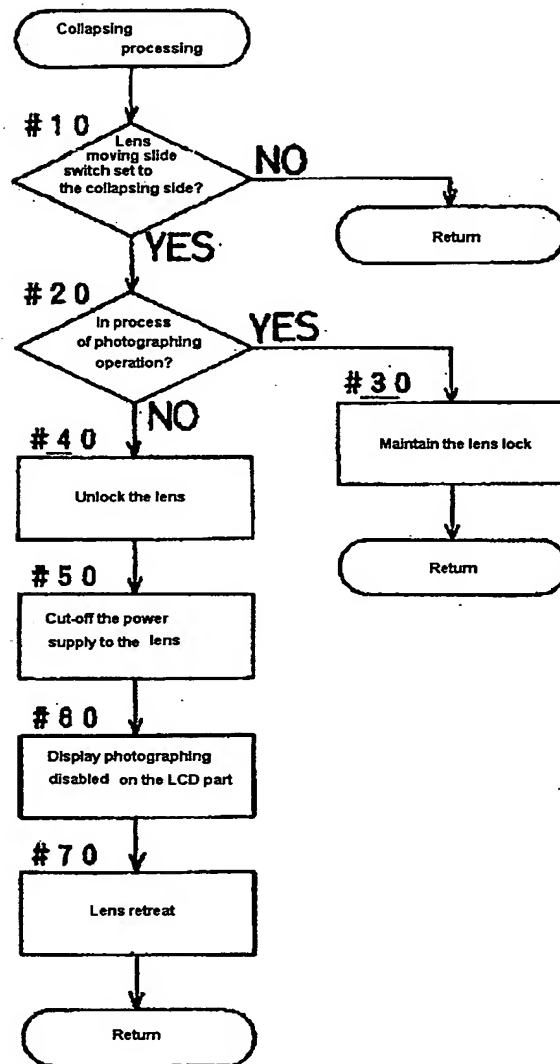 Collapsing
processing
#10
Lens
moving slide
switch set to
the collapsing side?
NO
Return
YES
#20
In process
of photographing
operation?
YES
#30
Maintain the lens lock
Return
NO
#40
Unlock the lens
#50
Cut-off the power
supply to the lens
#80
Display photographing
disabled on the LCD part
#70
Lens retreat
Return